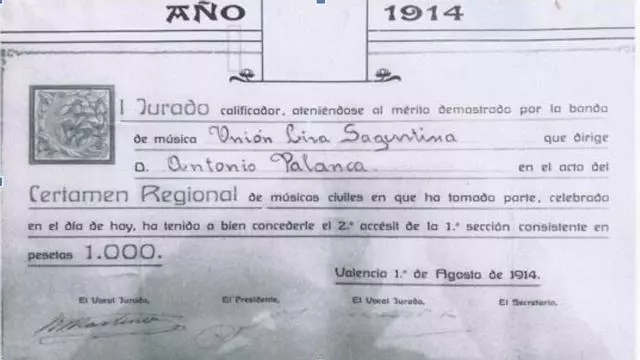 AÑO 1914
El Jurado calificador, ateniéndose al mérito demostrado por la banda
de música Unión Lira Saguntina que dirige
D. Antonio Palanca en el acto del
Certamen Regional de músicas civiles en que ha tomado parte, celebrado
en el día de hoy, ha tenido a bien concederle el 2.º accésit de la 1.ª sección consistente en
pesetas 1.000.
Valencia 1.º de Agosto de 1914.
El Vocal Jurado, El Presidente, El Vocal Jurado, El Secretario,